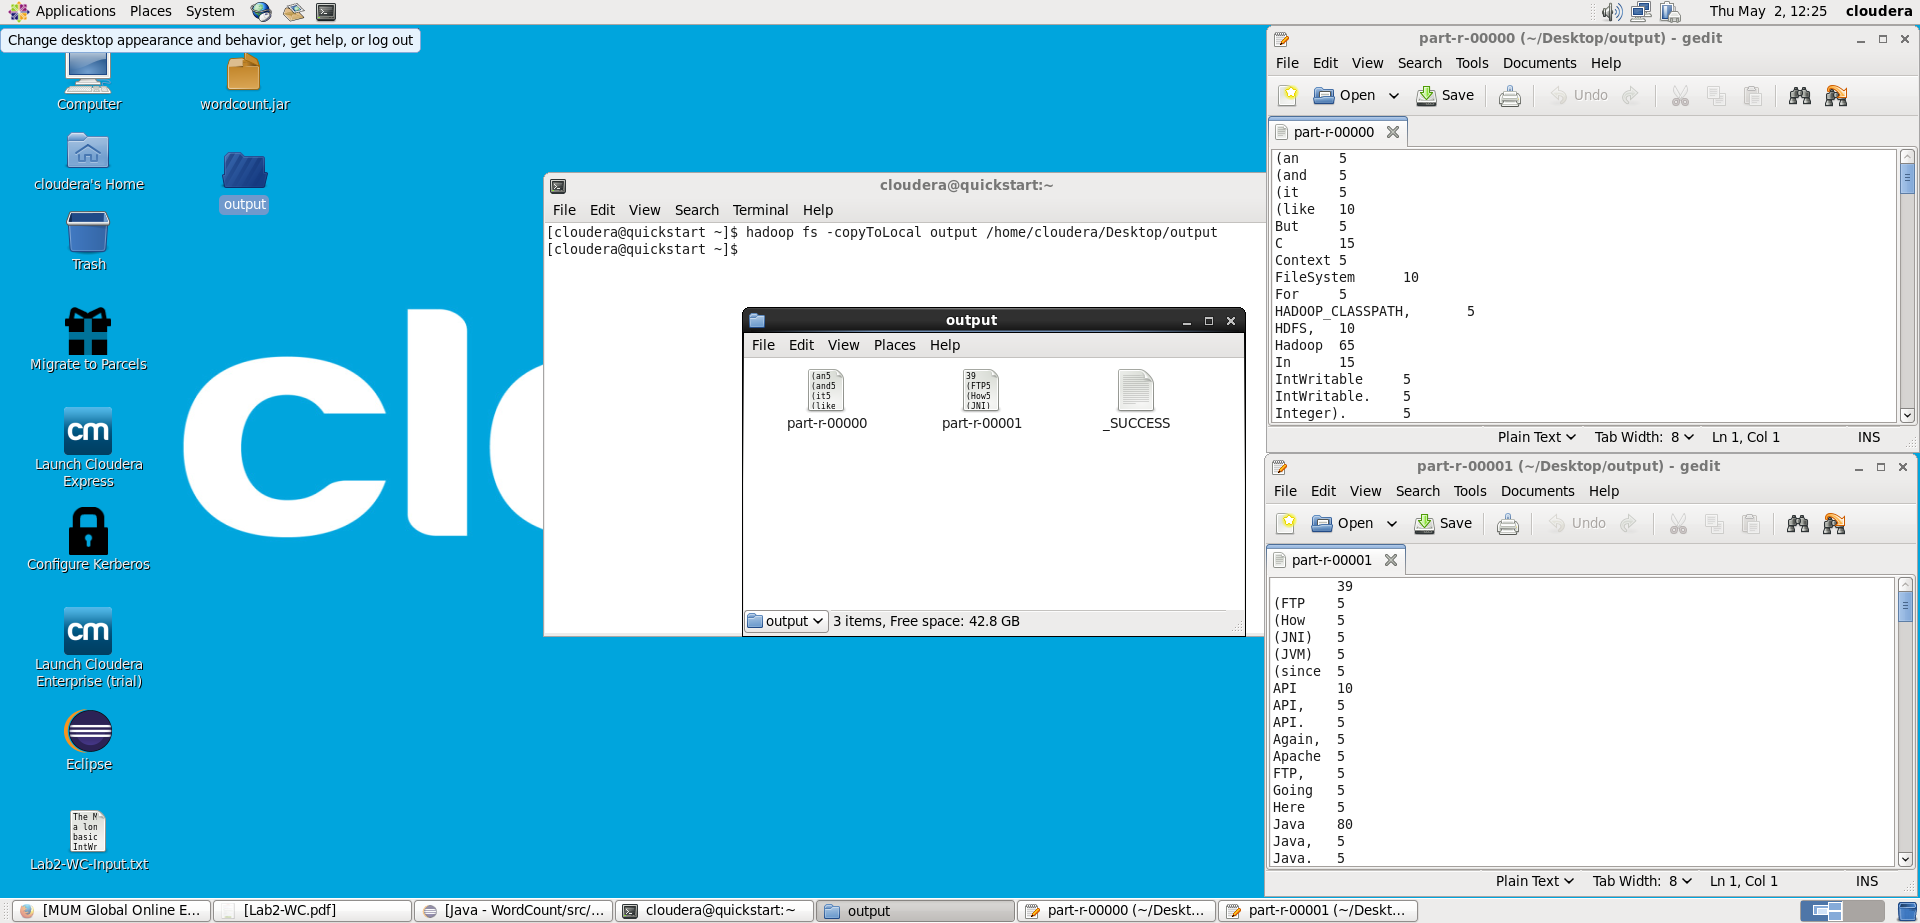 Applications Places System
Thu May  2, 12:25 cloudera
Change desktop appearance and behavior, get help, or log out
Computer
wordcount.jar
cloudera's Home
output
Trash
Migrate to Parcels
cm
Launch Cloudera
Express
Configure Kerberos
cm
Launch Cloudera
Enterprise (trial)
Eclipse
The M
a lon
basic
IntWr
Lab2-WC-Input.txt
clo
cloudera@quickstart:~
File Edit View Search Terminal Help
[cloudera@quickstart ~]$ hadoop fs -copyToLocal output /home/cloudera/Desktop/output
[cloudera@quickstart ~]$
output
File Edit View Places Help
(an5
(and5
(it5
(like
part-r-00000
39
(FTP5
(How5
(JNI)
part-r-00001
_SUCCESS
output 3 items, Free space: 42.8 GB
part-r-00000 (~/Desktop/output) - gedit
File Edit View Search Tools Documents Help
Open Save Undo
part-r-00000
(an 5
(and 5
(it 5
(like 10
But 5
C 15
Context 5
FileSystem 10
For 5
HADOOP_CLASSPATH, 5
HDFS, 10
Hadoop 65
In 15
IntWritable 5
IntWritable. 5
Integer). 5
Plain Text Tab Width: 8 Ln 1, Col 1 INS
part-r-00001 (~/Desktop/output) - gedit
File Edit View Search Tools Documents Help
Open Save Undo
part-r-00001
39
(FTP 5
(How 5
(JNI) 5
(JVM) 5
(since 5
API 10
API, 5
API. 5
Again, 5
Apache 5
FTP, 5
Going 5
Here 5
Java 80
Java, 5
Java. 5
Plain Text Tab Width: 8 Ln 1, Col 1 INS
[MUM Global Online E... [Lab2-WC.pdf] [Java - WordCount/src/... cloudera@quickstart:~ output part-r-00000 (~/Deskt... part-r-00001 (~/Deskt...